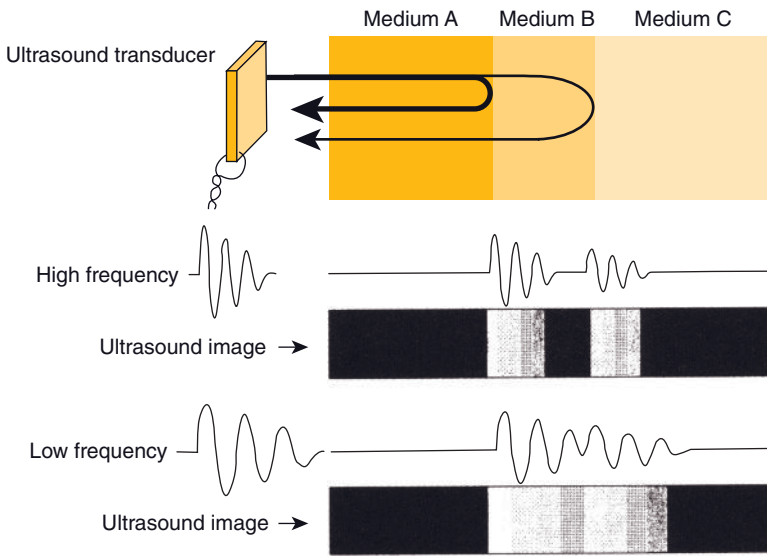 Medium A Medium B Medium C
Ultrasound transducer
High frequency
Ultrasound image
Low frequency
Ultrasound image